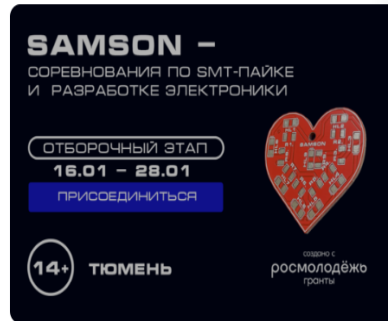 SAMSON –
СОРЕВНОВАНИЯ ПО SMT-ПАЙКЕ
И РАЗРАБОТКЕ ЭЛЕКТРОНИКИ
ОТБОРОЧНЫЙ ЭТАП
16.01 – 28.01
ПРИСОЕДИНИТЬСЯ
14+
ТЮМЕНЬ
SAMSON
создано с
росмолодёжь
гранты